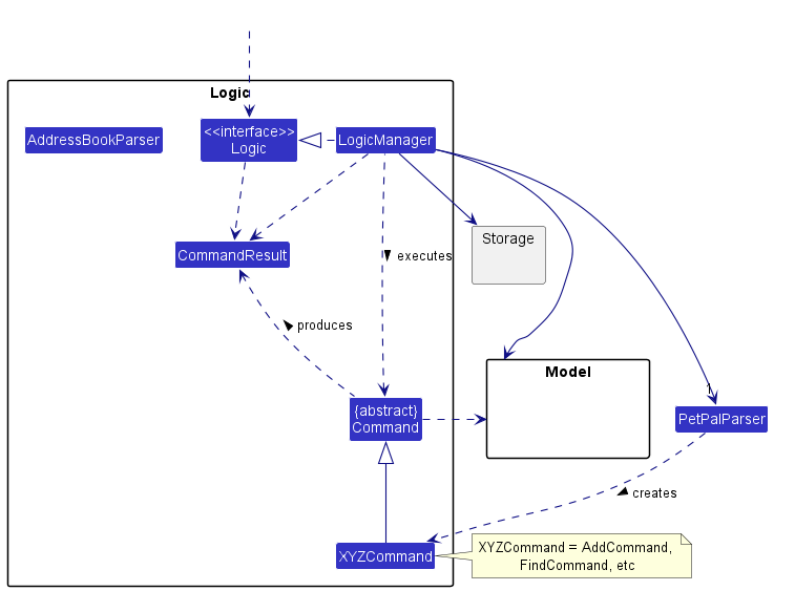 Logic
AddressBookParser
<<interface>>
Logic
LogicManager
Storage
CommandResult
executes
produces
Model
{abstract}
Command
1
PetPalParser
creates
XYZCommand
XYZCommand = AddCommand,
FindCommand, etc